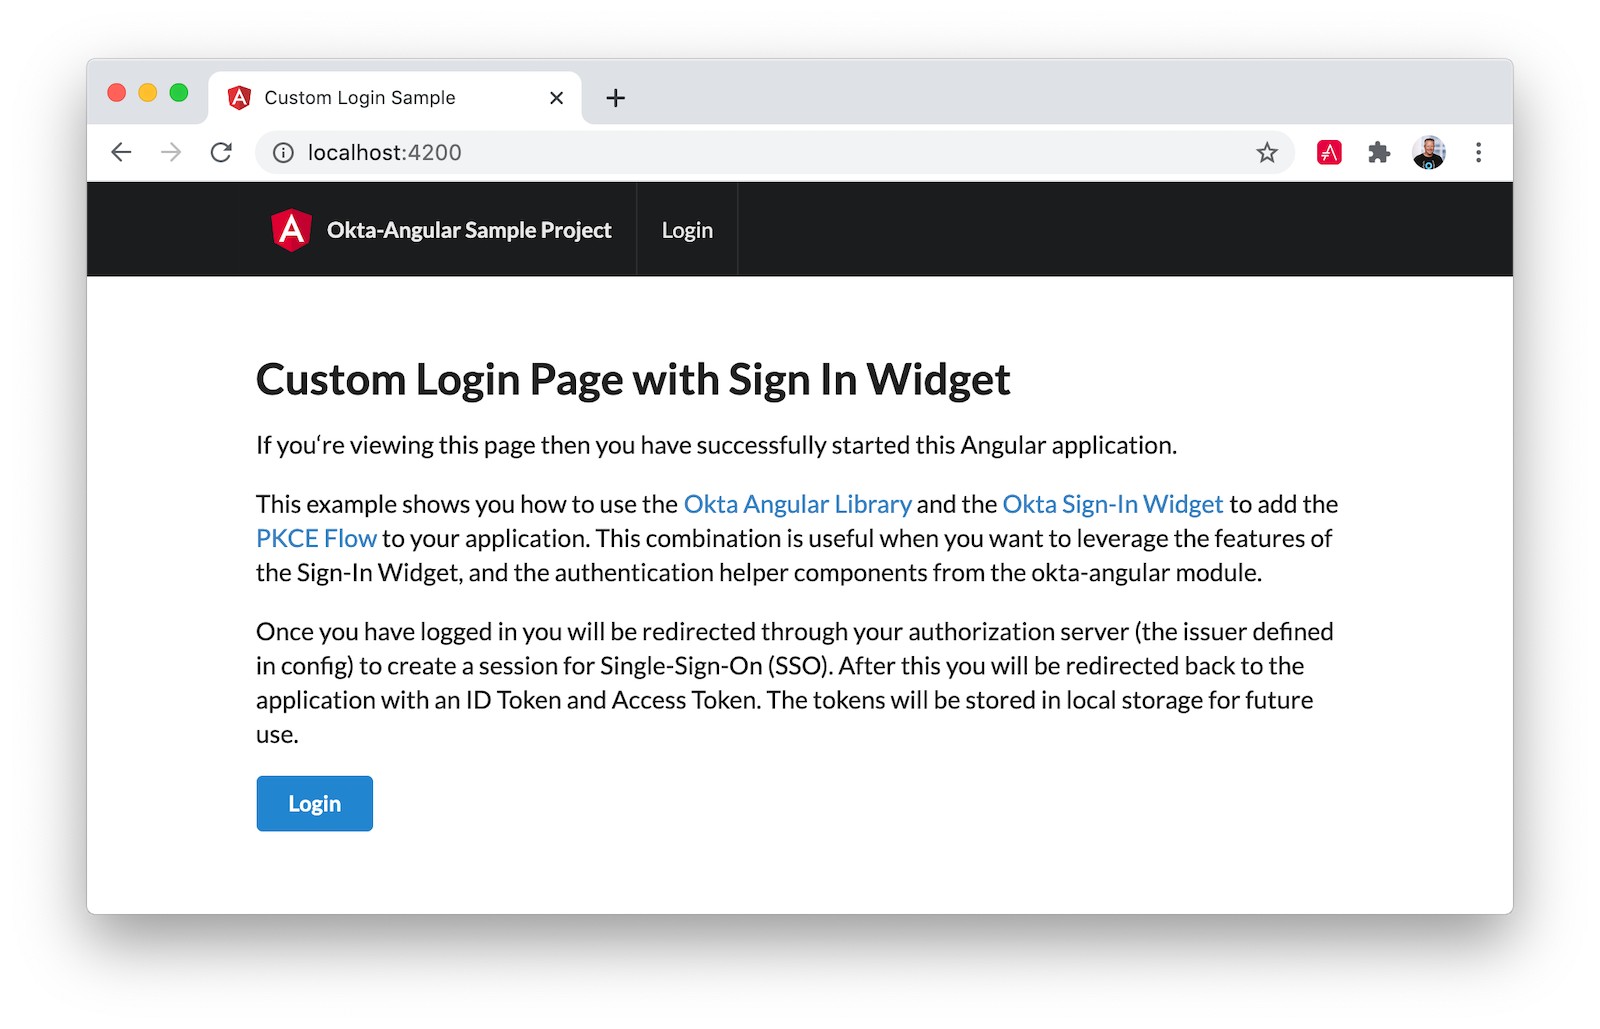 Custom Login Sample
localhost:4200
Okta-Angular Sample Project
Login
Custom Login Page with Sign In Widget
If you‘re viewing this page then you have successfully started this Angular application.
This example shows you how to use the Okta Angular Library and the Okta Sign-In Widget to add the
PKCE Flow to your application. This combination is useful when you want to leverage the features of
the Sign-In Widget, and the authentication helper components from the okta-angular module.
Once you have logged in you will be redirected through your authorization server (the issuer defined
in config) to create a session for Single-Sign-On (SSO). After this you will be redirected back to the
application with an ID Token and Access Token. The tokens will be stored in local storage for future
use.
Login